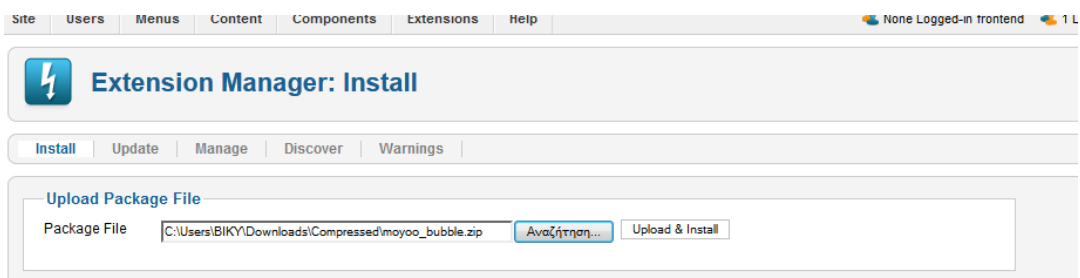 Site Users Menus Content Components Extensions Help None Logged-in frontend 1 L
Extension Manager: Install
Install Update Manage Discover Warnings
Upload Package File
Package File C:\Users\BIKY\Downloads\Compressed\moyoo_bubble.zip Αναζήτηση... Upload & Install